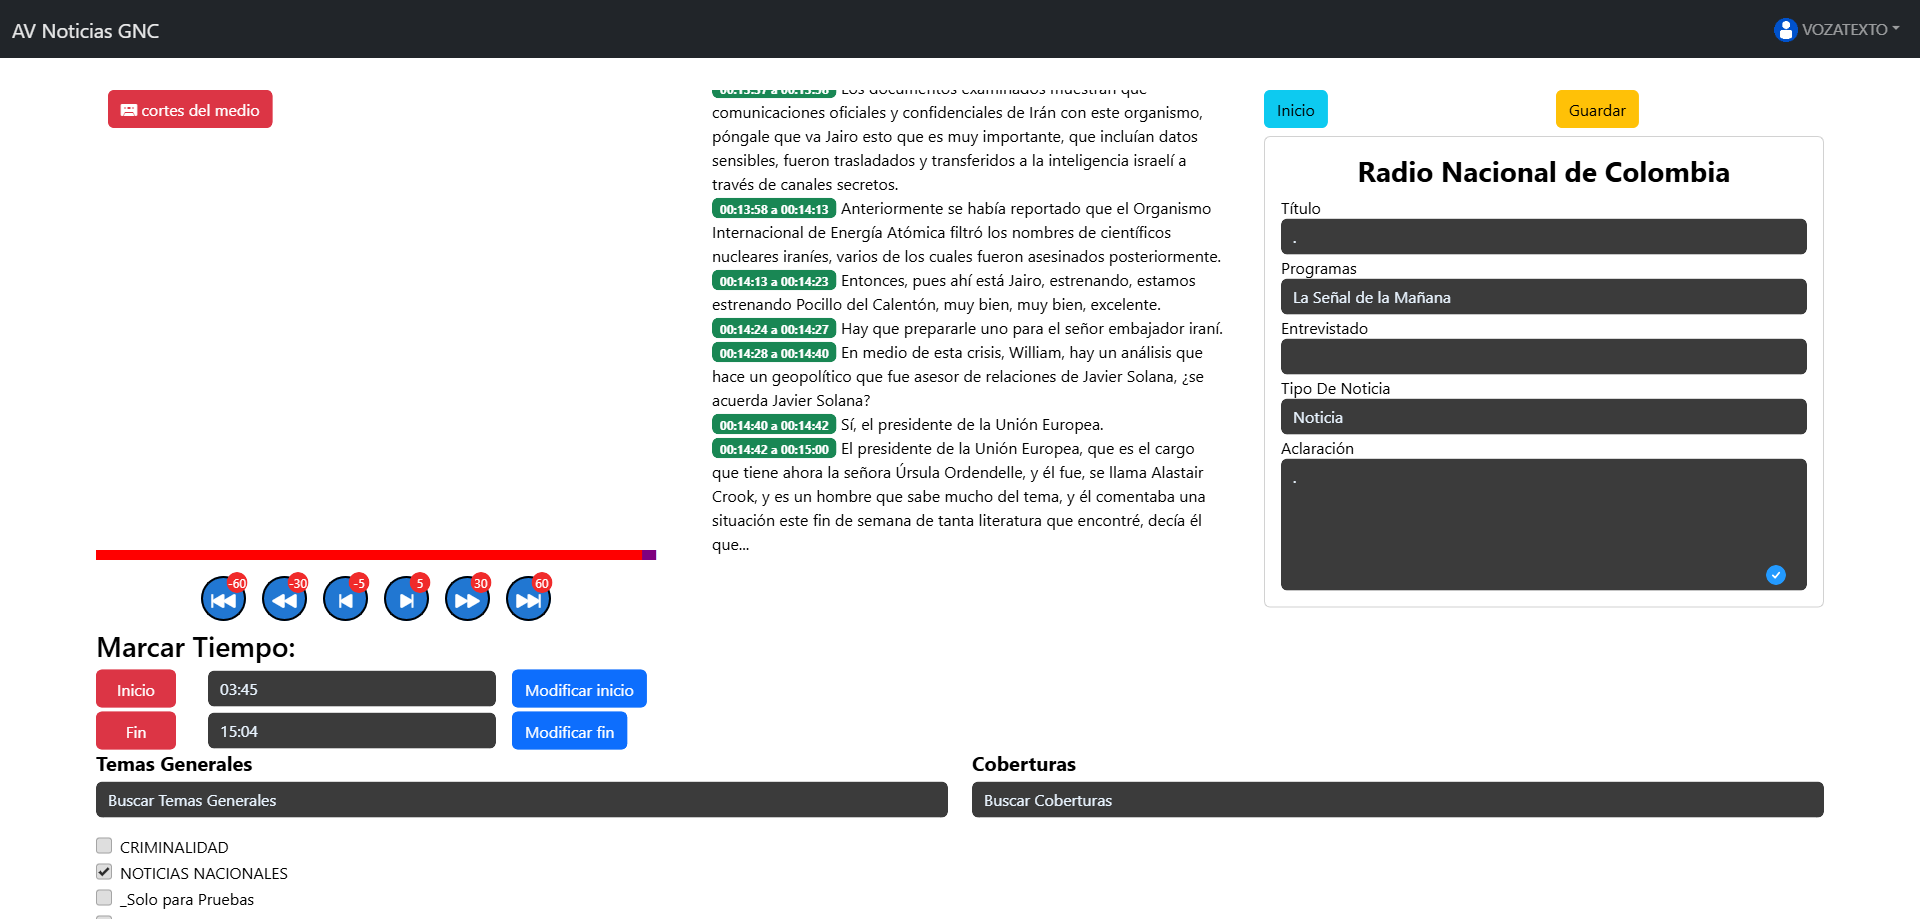 AV Noticias GNC
VOZATEXTO
cortes del medio
00:13:37 a 00:13:58 Los documentos examinados muestran que
comunicaciones oficiales y confidenciales de Irán con este organismo,
póngale que va Jairo esto que es muy importante, que incluían datos
sensibles, fueron trasladados y transferidos a la inteligencia israelí a
través de canales secretos.
00:13:58 a 00:14:13 Anteriormente se había reportado que el Organismo
Internacional de Energía Atómica filtró los nombres de científicos
nucleares iraníes, varios de los cuales fueron asesinados posteriormente.
00:14:13 a 00:14:23 Entonces, pues ahí está Jairo, estrenando, estamos
estrenando Pocillo del Calentón, muy bien, muy bien, excelente.
00:14:24 a 00:14:27 Hay que prepararle uno para el señor embajador iraní.
00:14:28 a 00:14:40 En medio de esta crisis, William, hay un análisis que
hace un geopolítico que fue asesor de relaciones de Javier Solana, ¿se
acuerda Javier Solana?
00:14:40 a 00:14:42 Sí, el presidente de la Unión Europea.
00:14:42 a 00:15:00 El presidente de la Unión Europea, que es el cargo
que tiene ahora la señora Úrsula Ordendelle, y él fue, se llama Alastair
Crook, y es un hombre que sabe mucho del tema, y él comentaba una
situación este fin de semana de tanta literatura que encontré, decía él
que...
Inicio
Guardar
Radio Nacional de Colombia
Título
.
Programas
La Señal de la Mañana
Entrevistado
Tipo De Noticia
Noticia
Aclaración
.
-60 -30 -5 5 30 60
Marcar Tiempo:
Inicio 03:45 Modificar inicio
Fin 15:04 Modificar fin
Temas Generales
Buscar Temas Generales
CRIMINALIDAD
NOTICIAS NACIONALES
_Solo para Pruebas
Coberturas
Buscar Coberturas